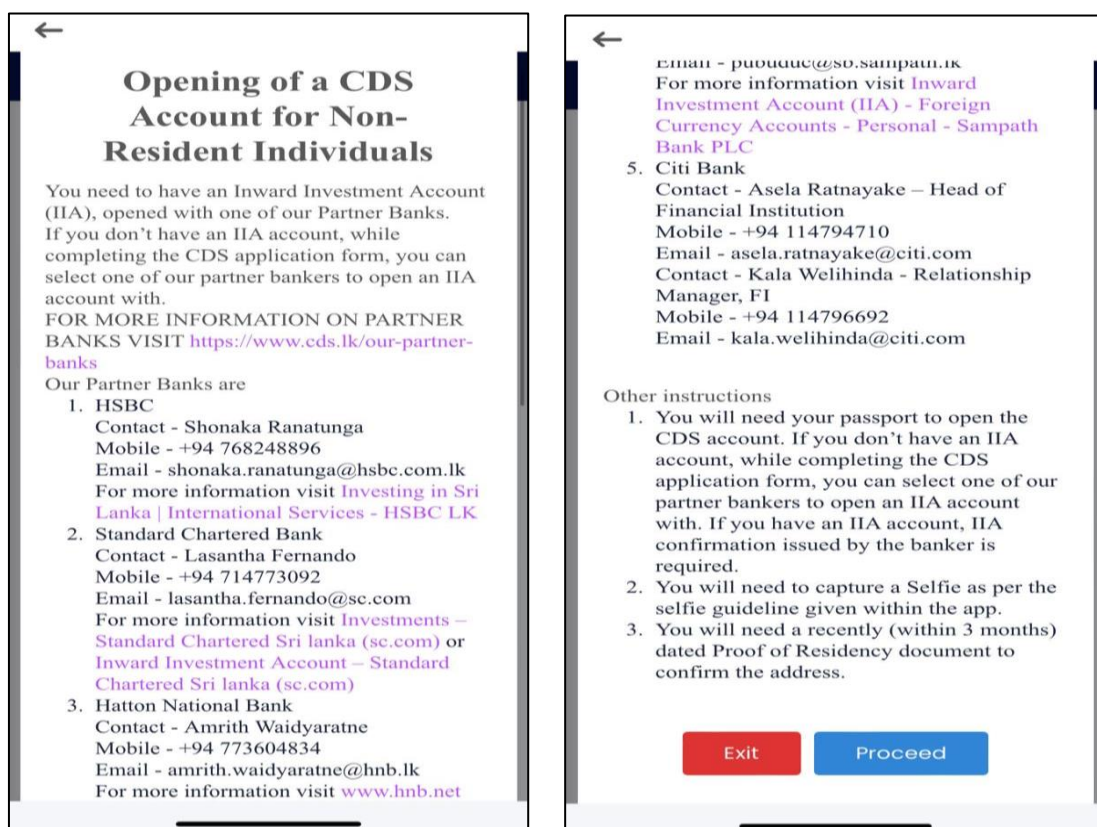 Opening of a CDS
Account for Non-
Resident Individuals
You need to have an Inward Investment Account
(IIA), opened with one of our Partner Banks.
If you don’t have an IIA account, while
completing the CDS application form, you can
select one of our partner bankers to open an IIA
account with.
FOR MORE INFORMATION ON PARTNER
BANKS VISIT https://www.cds.lk/our-partner-
banks
Our Partner Banks are
1. HSBC
Contact - Shonaka Ranatunga
Mobile - +94 768248896
Email - shonaka.ranatunga@hsbc.com.lk
For more information visit Investing in Sri
Lanka | International Services - HSBC LK
2. Standard Chartered Bank
Contact - Lasantha Fernando
Mobile - +94 714773092
Email - lasantha.fernando@sc.com
For more information visit Investments –
Standard Chartered Sri lanka (sc.com) or
Inward Investment Account – Standard
Chartered Sri lanka (sc.com)
3. Hatton National Bank
Contact - Amrith Waidyaratne
Mobile - +94 773604834
Email - amrith.waidyaratne@hnb.lk
For more information visit www.hnb.net
Email - pubuduc@sb.sampath.lk
For more information visit Inward
Investment Account (IIA) - Foreign
Currency Accounts - Personal - Sampath
Bank PLC
5. Citi Bank
Contact - Asela Ratnayake – Head of
Financial Institution
Mobile - +94 114794710
Email - asela.ratnayake@citi.com
Contact - Kala Welihinda - Relationship
Manager, FI
Mobile - +94 114796692
Email - kala.welihinda@citi.com
Other instructions
1. You will need your passport to open the
CDS account. If you don’t have an IIA
account, while completing the CDS
application form, you can select one of our
partner bankers to open an IIA account
with. If you have an IIA account, IIA
confirmation issued by the banker is
required.
2. You will need to capture a Selfie as per the
selfie guideline given within the app.
3. You will need a recently (within 3 months)
dated Proof of Residency document to
confirm the address.
Exit
Proceed